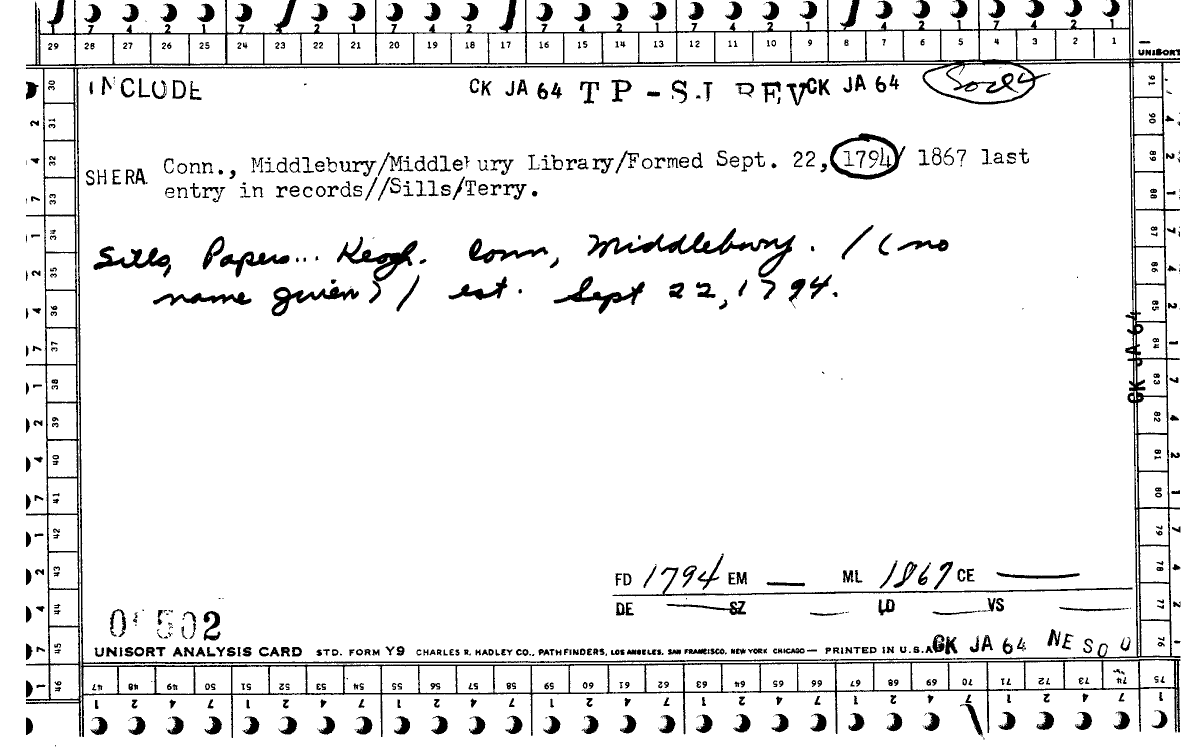 29 28 27 26 25 24 23 22 21 20 19 18 17 16 15 14 13 12 11 10 9 8 7 6 5 4 3 2 1
UNISORT
INCLUDE CK JA 64 TP-SJ REV CK JA 64
SHERA Conn., Middlebury/Middlebury Library/Formed Sept. 22, 1794/ 1867 last
entry in records//Sills/Terry.
Sills, Papers... Keogh. Conn, Middlebury. / (no
name given) / est. Sept 22, 1794.
CK JA 64
FD 1794 EM — ML 1867 CE —
DE — SZ — LD — VS —
502
UNISORT ANALYSIS CARD STD. FORM Y9 CHARLES R. HADLEY CO., PATHFINDERS, LOS ANGELES, SAN FRANCISCO, NEW YORK CHICAGO — PRINTED IN U.S.A. CK JA 64 NE SO U
30 31 32 33 34 35 36 37 38 39 40 41 42 43 44 45 46
91 90 89 88 87 86 85 84 83 82 81 80 79 78 77 76
47 48 49 50 51 52 53 54 55 56 57 58 59 60 61 62 63 64 65 66 67 68 69 70 71 72 73 74 75